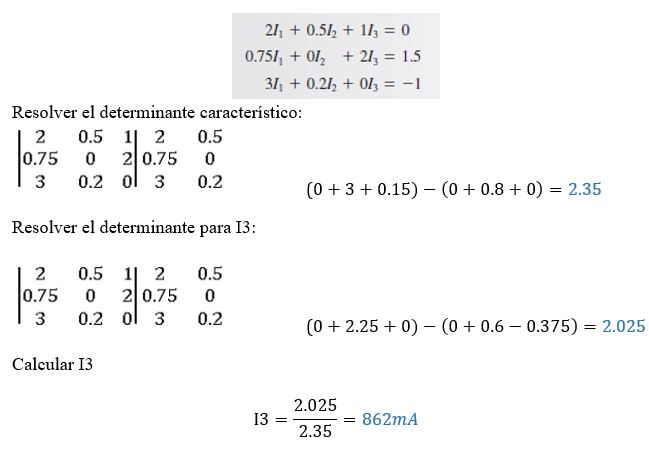 2I₁ + 0.5I₂ + 1I₃ = 0
0.75I₁ + 0I₂ + 2I₃ = 1.5
3I₁ + 0.2I₂ + 0I₃ = −1
Resolver el determinante característico:
| 2 0.5 1| 2 0.5
|0.75 0 2| 0.75 0
| 3 0.2 0| 3 0.2
(0 + 3 + 0.15) − (0 + 0.8 + 0) = 2.35
Resolver el determinante para I3:
| 2 0.5 1| 2 0.5
|0.75 0 2| 0.75 0
| 3 0.2 0| 3 0.2
(0 + 2.25 + 0) − (0 + 0.6 − 0.375) = 2.025
Calcular I3
I3 = 2.025 / 2.35 = 862mA